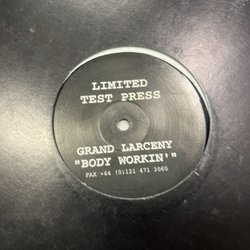 LIMITED
TEST PRESS
GRAND LARCENY
"BODY WORKIN'"
FAX +44 (0)121 471 3060